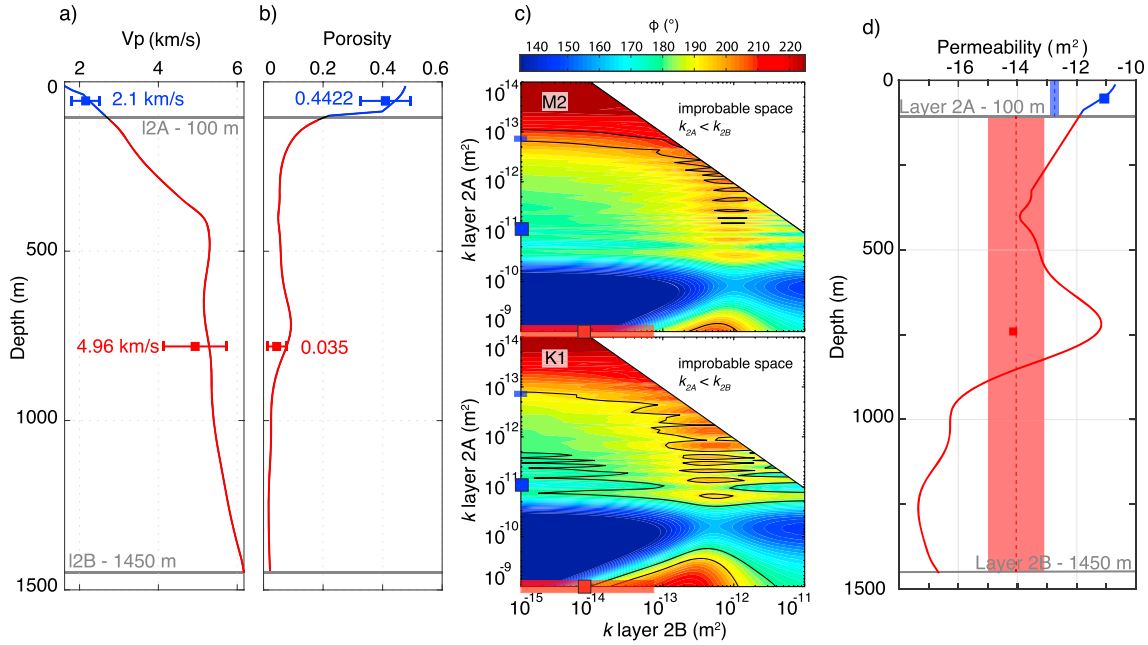 a)
Vp (km/s)
2
4
6
0
500
1000
1500
Depth (m)
2.1 km/s
l2A - 100 m
4.96 km/s
l2B - 1450 m
b)
Porosity
0
0.2
0.4
0.6
0.4422
0.035
c)
Φ (°)
140 150 160 170 180 190 200 210 220
M2
improbable space
k2A < k2B
10-14
10-13
10-12
10-11
10-10
10-9
k layer 2A (m2)
K1
improbable space
k2A < k2B
10-14
10-13
10-12
10-11
10-10
10-9
k layer 2A (m2)
10-15 10-14 10-13 10-12 10-11
k layer 2B (m2)
d)
Permeability (m2)
-16 -14 -12 -10
0
500
1000
1500
Depth (m)
Layer 2A - 100 m
Layer 2B - 1450 m